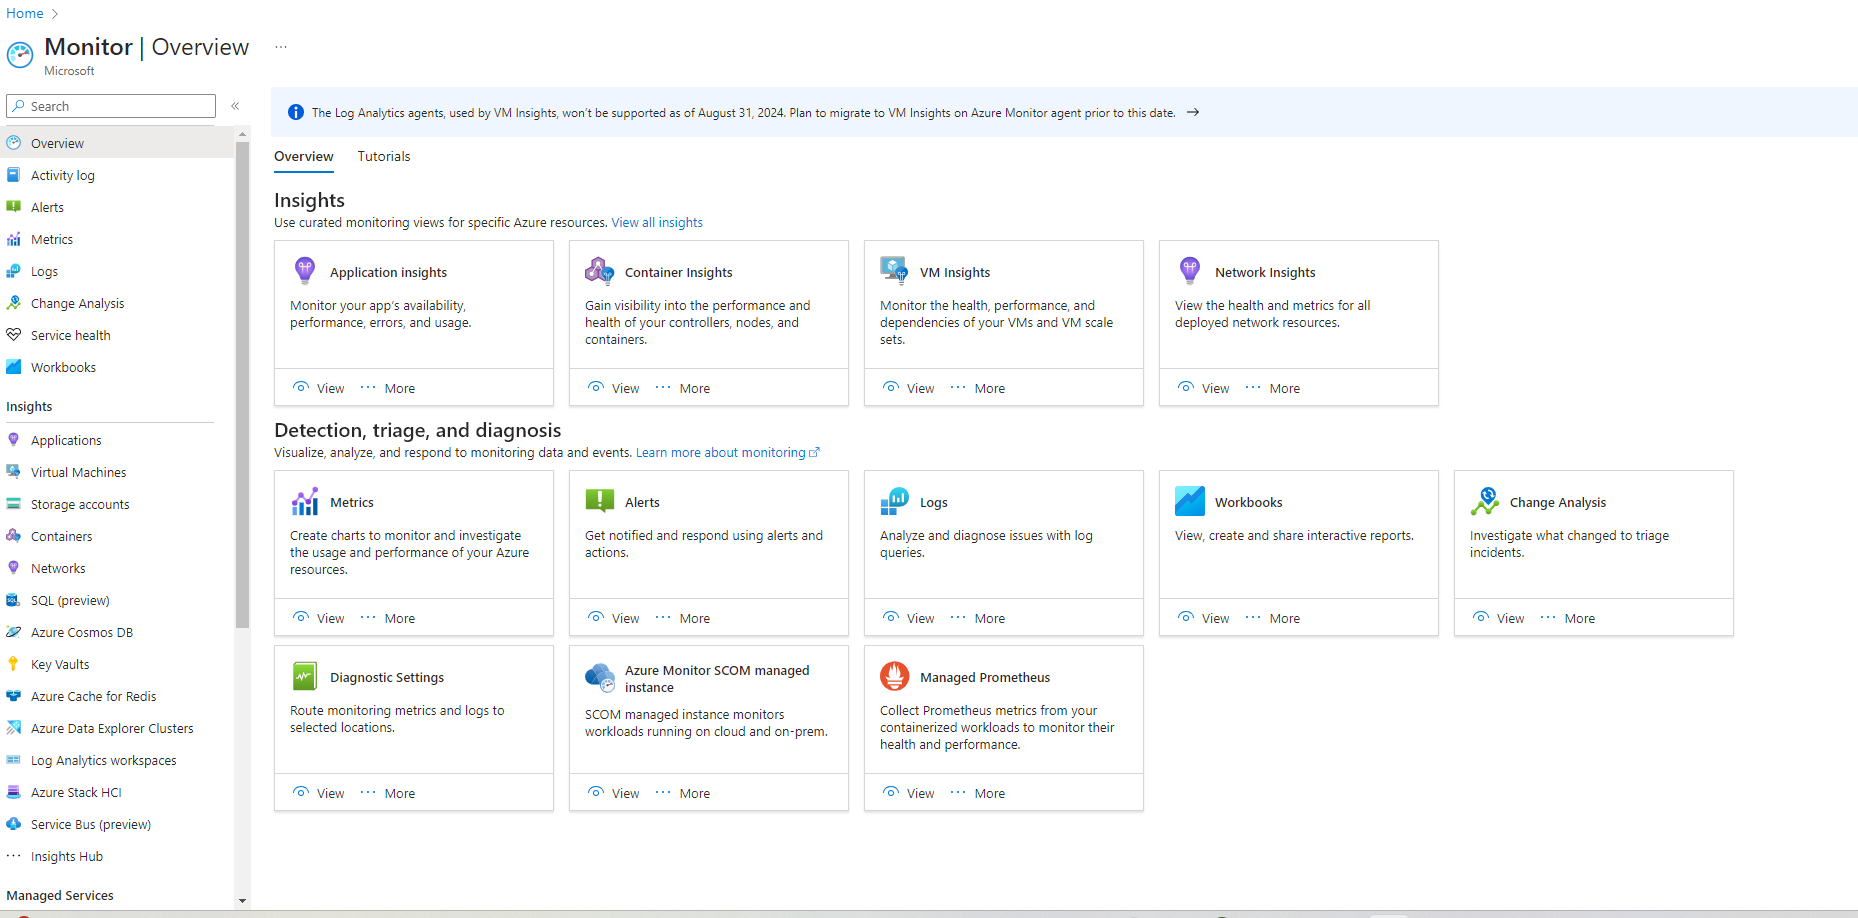 Home
Monitor | Overview
Microsoft
Search
Overview
Activity log
Alerts
Metrics
Logs
Change Analysis
Service health
Workbooks
Insights
Applications
Virtual Machines
Storage accounts
Containers
Networks
SQL (preview)
Azure Cosmos DB
Key Vaults
Azure Cache for Redis
Azure Data Explorer Clusters
Log Analytics workspaces
Azure Stack HCI
Service Bus (preview)
Insights Hub
Managed Services
The Log Analytics agents, used by VM Insights, won't be supported as of August 31, 2024. Plan to migrate to VM Insights on Azure Monitor agent prior to this date. →
Overview Tutorials
Insights
Use curated monitoring views for specific Azure resources. View all insights
Application insights
Monitor your app's availability,
performance, errors, and usage.
View ··· More
Container Insights
Gain visibility into the performance and
health of your controllers, nodes, and
containers.
View ··· More
VM Insights
Monitor the health, performance, and
dependencies of your VMs and VM scale
sets.
View ··· More
Network Insights
View the health and metrics for all
deployed network resources.
View ··· More
Detection, triage, and diagnosis
Visualize, analyze, and respond to monitoring data and events. Learn more about monitoring
Metrics
Create charts to monitor and investigate
the usage and performance of your Azure
resources.
View ··· More
Alerts
Get notified and respond using alerts and
actions.
View ··· More
Logs
Analyze and diagnose issues with log
queries.
View ··· More
Workbooks
View, create and share interactive reports.
View ··· More
Change Analysis
Investigate what changed to triage
incidents.
View ··· More
Diagnostic Settings
Route monitoring metrics and logs to
selected locations.
View ··· More
Azure Monitor SCOM managed
instance
SCOM managed instance monitors
workloads running on cloud and on-prem.
View ··· More
Managed Prometheus
Collect Prometheus metrics from your
containerized workloads to monitor their
health and performance.
View ··· More